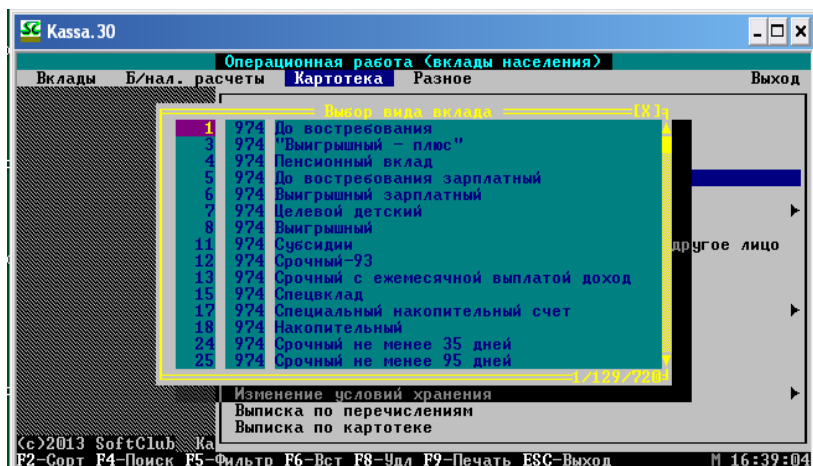 SC Kassa.30
Операционная работа (вклады населения)
Вклады Б/нал. расчеты Картотека Разное Выход
Выбор вида вклада [X]
1 974 До востребования
3 974 "Выигрышный - плюс"
4 974 Пенсионный вклад
5 974 До востребования зарплатный
6 974 Выигрышный зарплатный
7 974 Целевой детский
8 974 Выигрышный
11 974 Субсидии
другое лицо
12 974 Срочный-93
13 974 Срочный с ежемесячной выплатой доход
15 974 Спецвклад
17 974 Специальный накопительный счет
18 974 Накопительный
24 974 Срочный не менее 35 дней
25 974 Срочный не менее 95 дней
1/129/720
Изменение условий хранения
Выписка по перечислениям
Выписка по картотеке
(c)2013 SoftClub Ка
F2-Сорт F4-Поиск F5-Фильтр F6-Вст F8-Удл F9-Печать ESC-Выход М 16:39:04